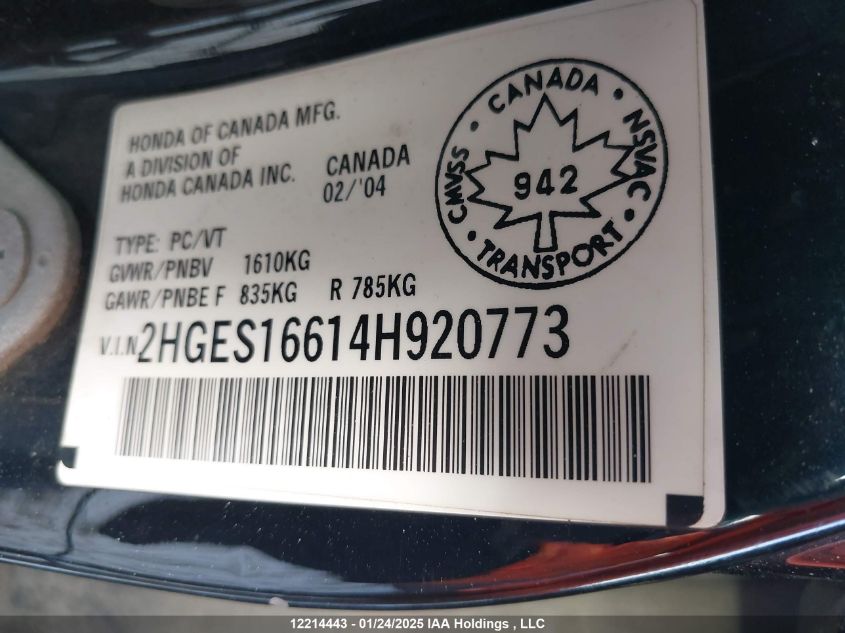 HONDA OF CANADA MFG.
A DIVISION OF
HONDA CANADA INC.
CANADA
02/'04
CANADA
CMVSS
942
NSVAC
TRANSPORT
TYPE: PC/VT
GVWR/PNBV 1610KG
GAWR/PNBE F 835KG R 785KG
V.I.N. 2HGES16614H920773
12214443 - 01/24/2025 IAA Holdings , LLC